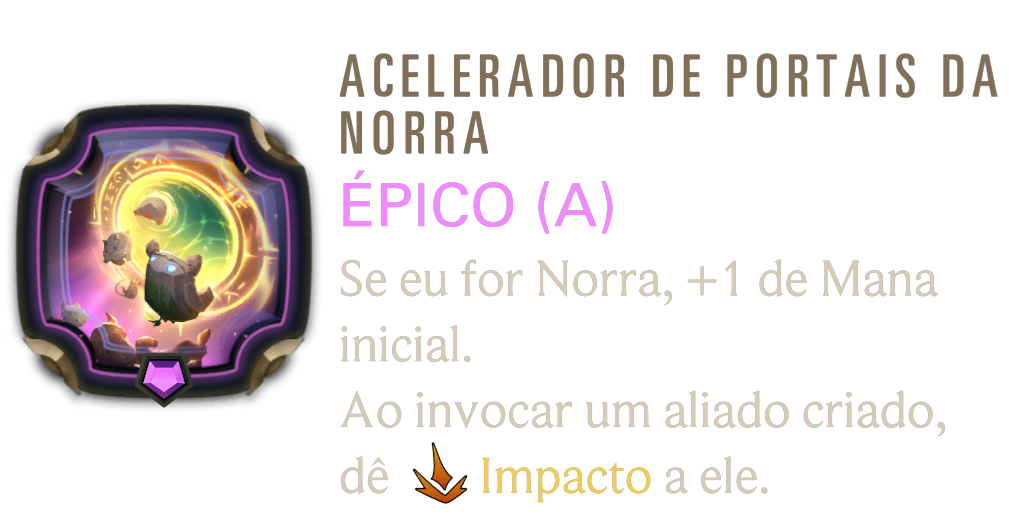 ACELERADOR DE PORTAIS DA
NORRA
ÉPICO (A)
Se eu for Norra, +1 de Mana
inicial.
Ao invocar um aliado criado,
dê Impacto a ele.